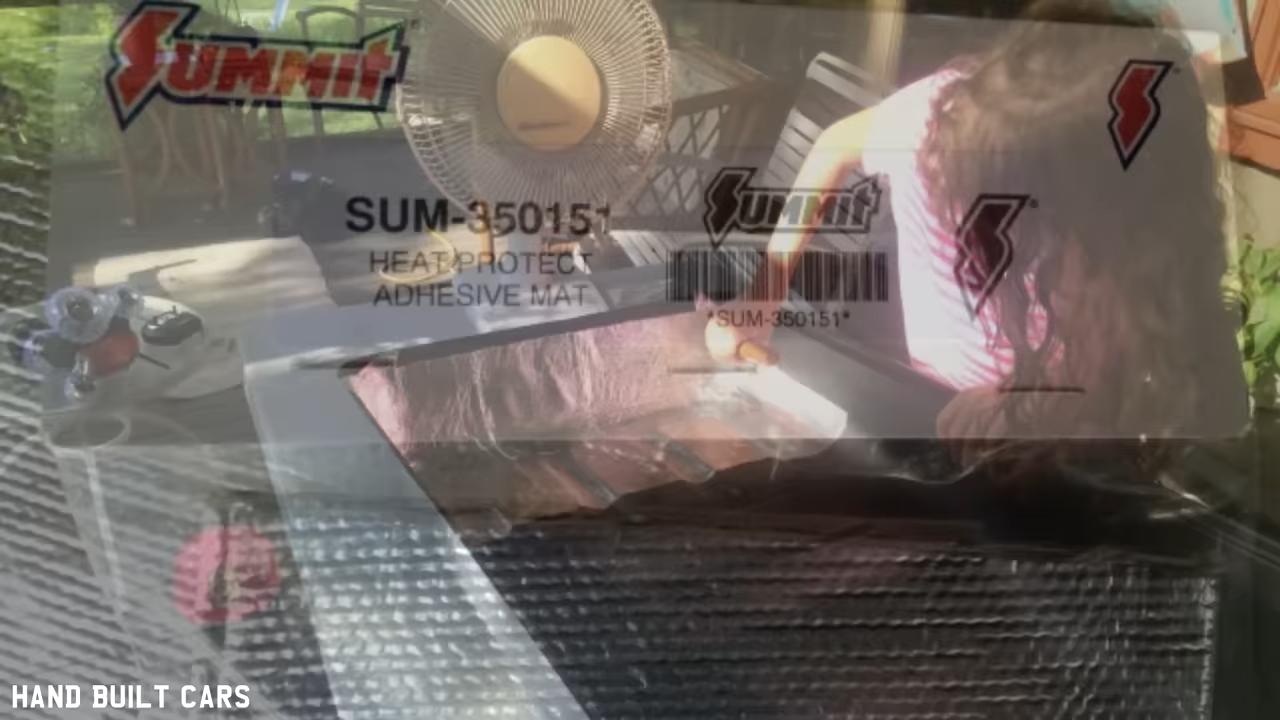 SUMMIT
SUM-350151
HEAT PROTECT
ADHESIVE MAT
SUMMIT
*SUM-350151*
HAND BUILT CARS